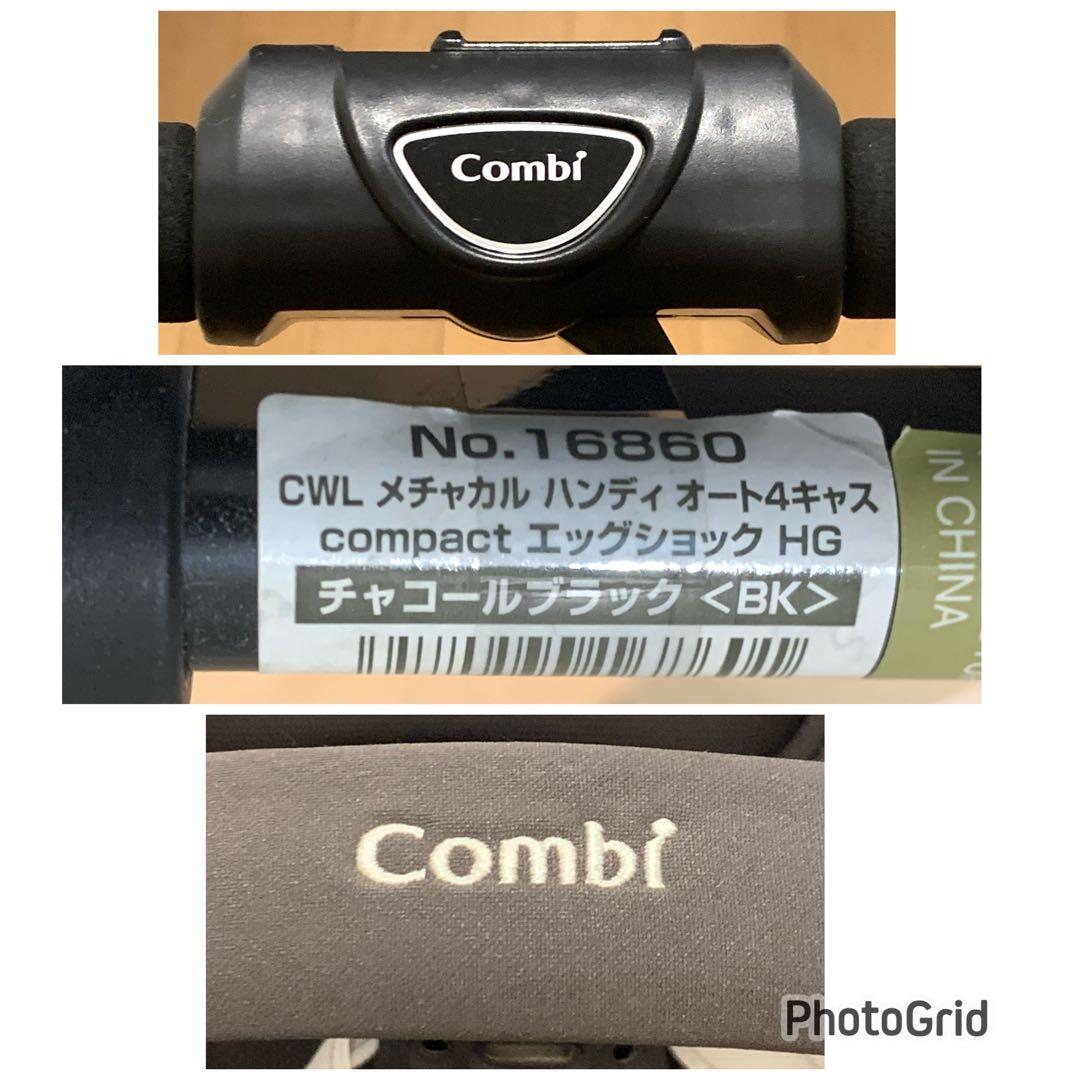 Combi
No.16860
CWL メチャカル ハンディ オート4キャス
compact エッグショック HG
チャコールブラック <BK>
IN CHINA
Combi
PhotoGrid